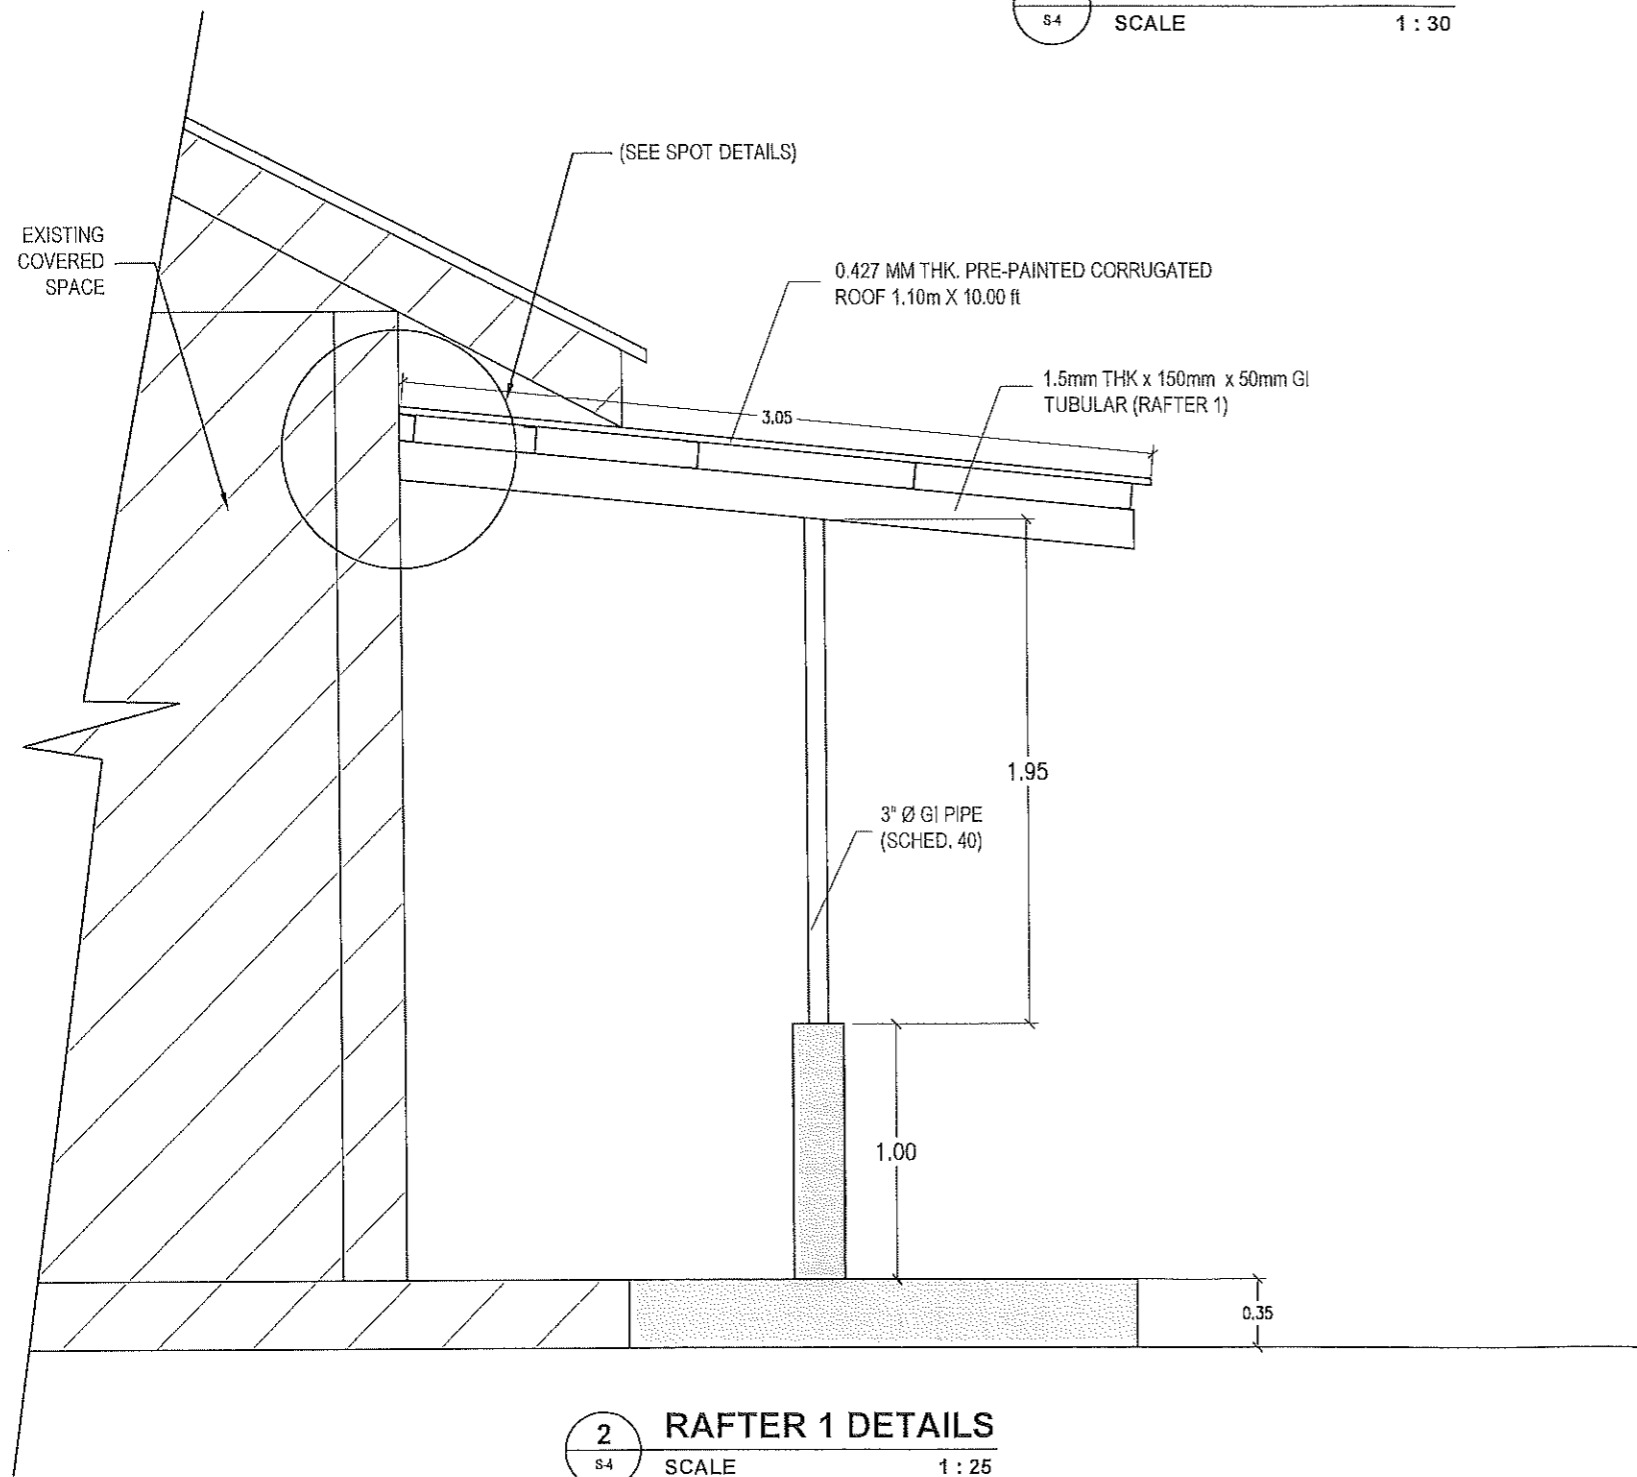 S-4
SCALE 1 : 30
(SEE SPOT DETAILS)
EXISTING
COVERED
SPACE
0.427 MM THK. PRE-PAINTED CORRUGATED
ROOF 1.10m X 10.00 ft
1.5mm THK x 150mm x 50mm GI
TUBULAR (RAFTER 1)
3.05
1.95
3" Ø GI PIPE
(SCHED. 40)
1.00
0.35
2
S-4
RAFTER 1 DETAILS
SCALE 1 : 25